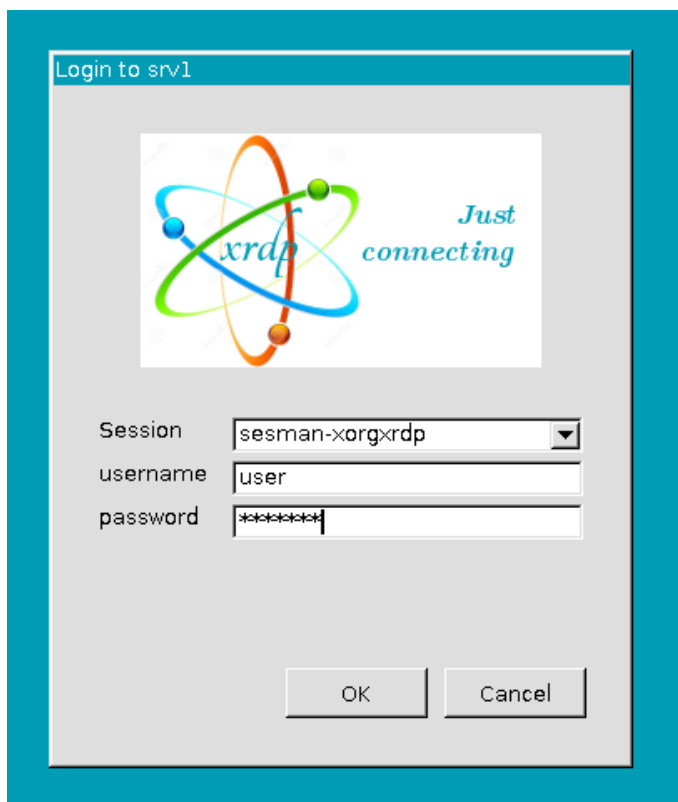 Login to srv1
xrdp
Just
connecting
Session
sesman-xorgxrdp
username
user
password
*******
OK
Cancel